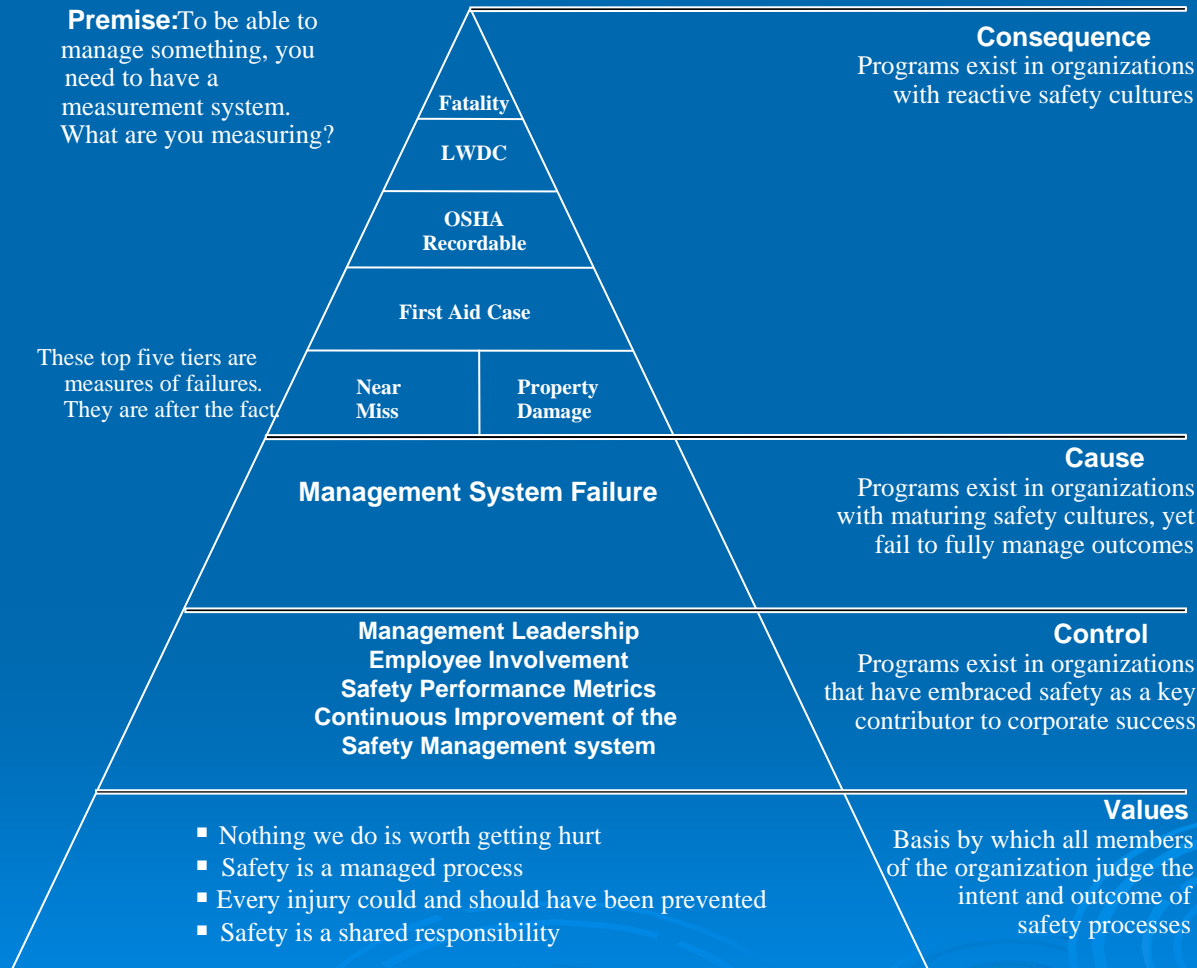 Premise:To be able to
manage something, you
need to have a
measurement system.
What are you measuring?
Consequence
Programs exist in organizations
with reactive safety cultures
Fatality
LWDC
OSHA
Recordable
First Aid Case
These top five tiers are
measures of failures.
They are after the fact.
Near
Miss
Property
Damage
Management System Failure
Cause
Programs exist in organizations
with maturing safety cultures, yet
fail to fully manage outcomes
Management Leadership
Employee Involvement
Safety Performance Metrics
Continuous Improvement of the
Safety Management system
Control
Programs exist in organizations
that have embraced safety as a key
contributor to corporate success
▪ Nothing we do is worth getting hurt
▪ Safety is a managed process
▪ Every injury could and should have been prevented
▪ Safety is a shared responsibility
Values
Basis by which all members
of the organization judge the
intent and outcome of
safety processes